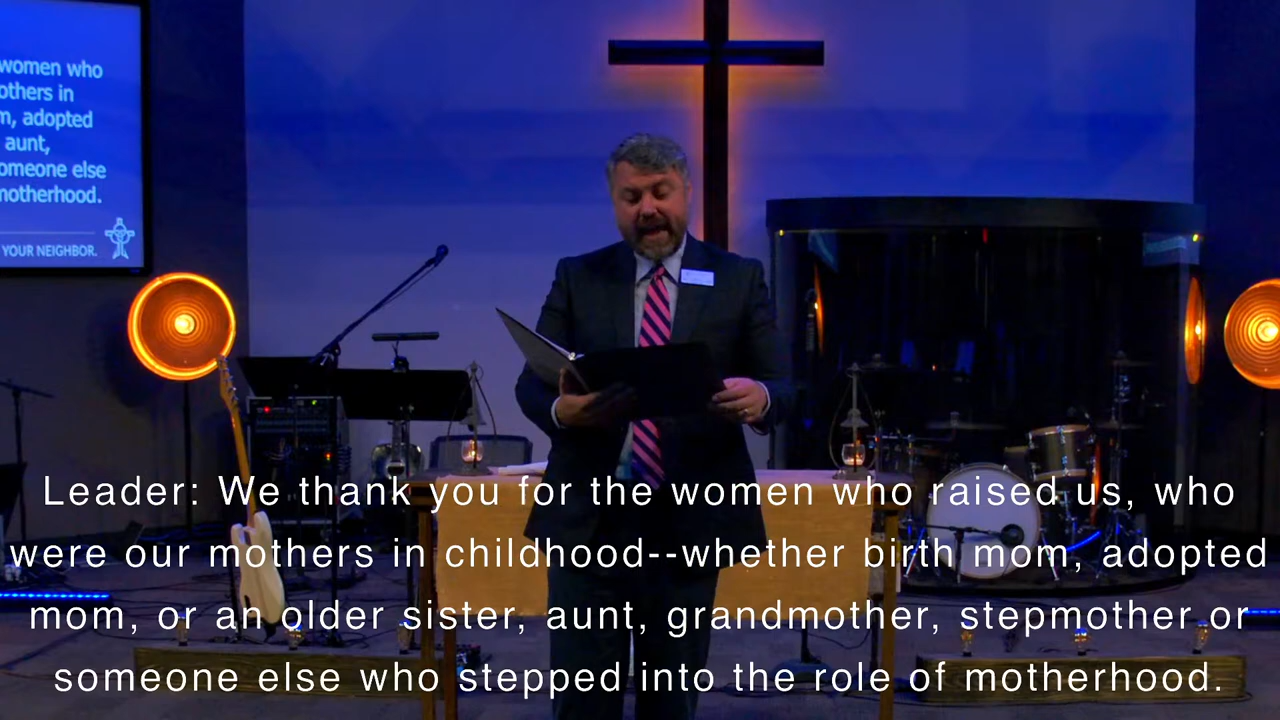 women who
others in
m, adopted
aunt,
omeone else
motherhood.
YOUR NEIGHBOR.
Leader: We thank you for the women who raised us, who
were our mothers in childhood--whether birth mom, adopted
mom, or an older sister, aunt, grandmother, stepmother or
someone else who stepped into the role of motherhood.